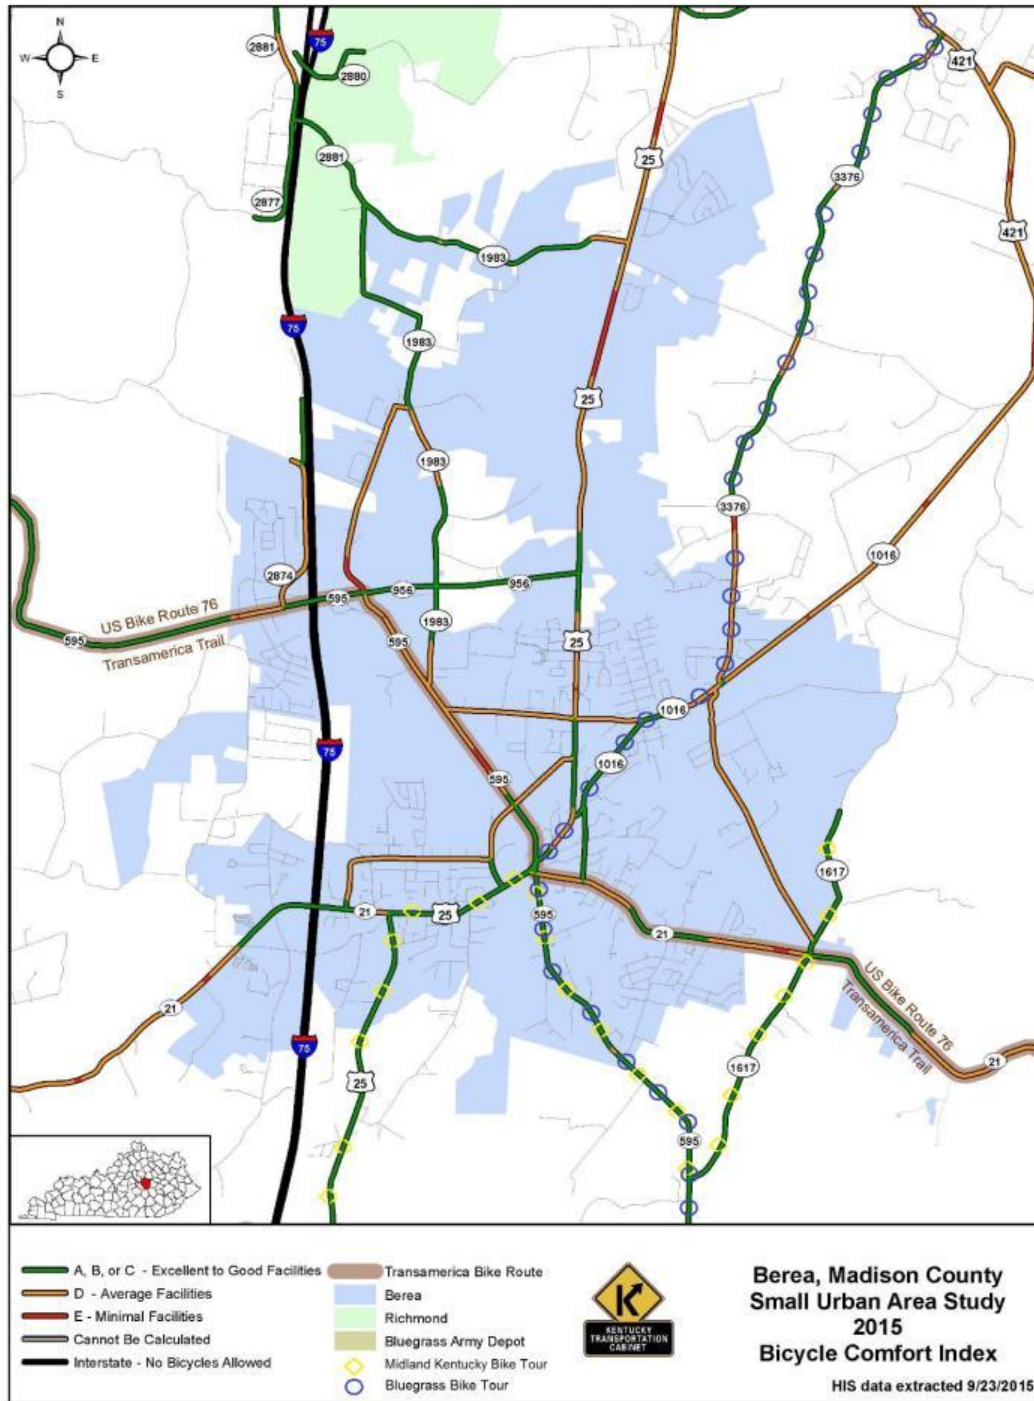 N
W E
S
75
2881
2880
421
25
2881
3376
2877
421
1983
75
1983
25
1983
3376
1016
2874
595
956
956
US Bike Route 76
595
Transamerica Trail
1983
595
25
1016
75
1016
595
1617
21
25
595
21
US Bike Route 76
Transamerica Trail
21
75
25
1617
21
595
A, B, or C - Excellent to Good Facilities
D - Average Facilities
E - Minimal Facilities
Cannot Be Calculated
Interstate - No Bicycles Allowed
Transamerica Bike Route
Berea
Richmond
Bluegrass Army Depot
Midland Kentucky Bike Tour
Bluegrass Bike Tour
K
KENTUCKY
TRANSPORTATION
CABINET
Berea, Madison County
Small Urban Area Study
2015
Bicycle Comfort Index
HIS data extracted 9/23/2015